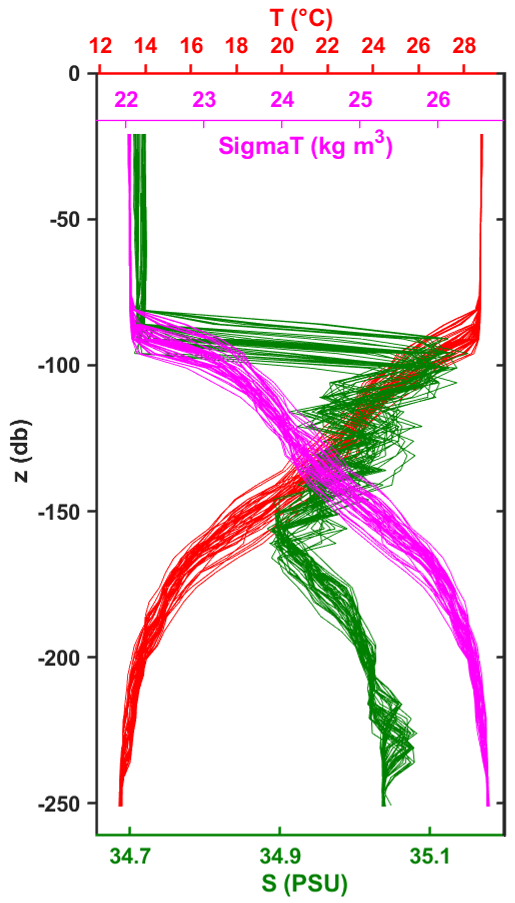 T (°C)
12 14 16 18 20 22 24 26 28
0
22 23 24 25 26
SigmaT (kg m³)
-50
-100
z (db)
-150
-200
-250
34.7 34.9 35.1
S (PSU)